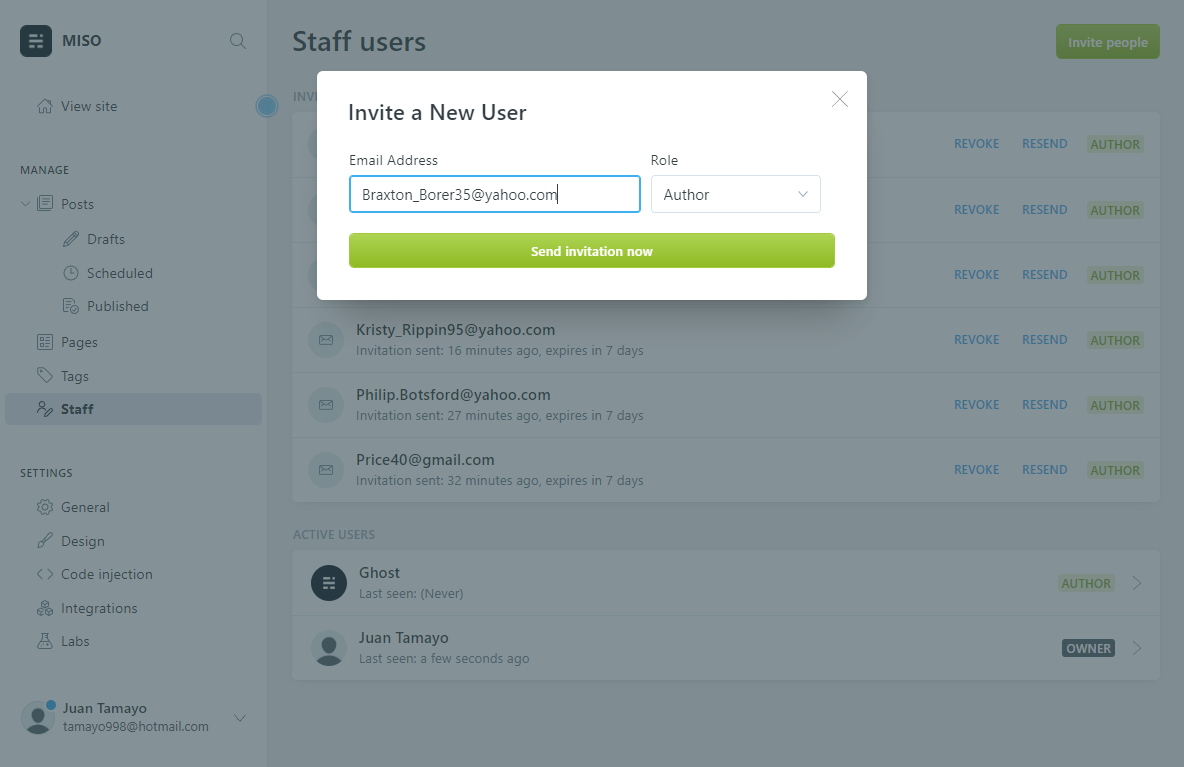 MISO
Staff users
Invite people
View site
INVI
Invite a New User
Email Address
Role
Braxton_Borer35@yahoo.com
Author
Send invitation now
REVOKE RESEND AUTHOR
REVOKE RESEND AUTHOR
REVOKE RESEND AUTHOR
Kristy_Rippin95@yahoo.com
Invitation sent: 16 minutes ago, expires in 7 days
REVOKE RESEND AUTHOR
Philip.Botsford@yahoo.com
Invitation sent: 27 minutes ago, expires in 7 days
REVOKE RESEND AUTHOR
Price40@gmail.com
Invitation sent: 32 minutes ago, expires in 7 days
REVOKE RESEND AUTHOR
ACTIVE USERS
Ghost
Last seen: (Never)
AUTHOR
Juan Tamayo
Last seen: a few seconds ago
OWNER
MANAGE
Posts
Drafts
Scheduled
Published
Pages
Tags
Staff
SETTINGS
General
Design
Code injection
Integrations
Labs
Juan Tamayo
tamayo998@hotmail.com